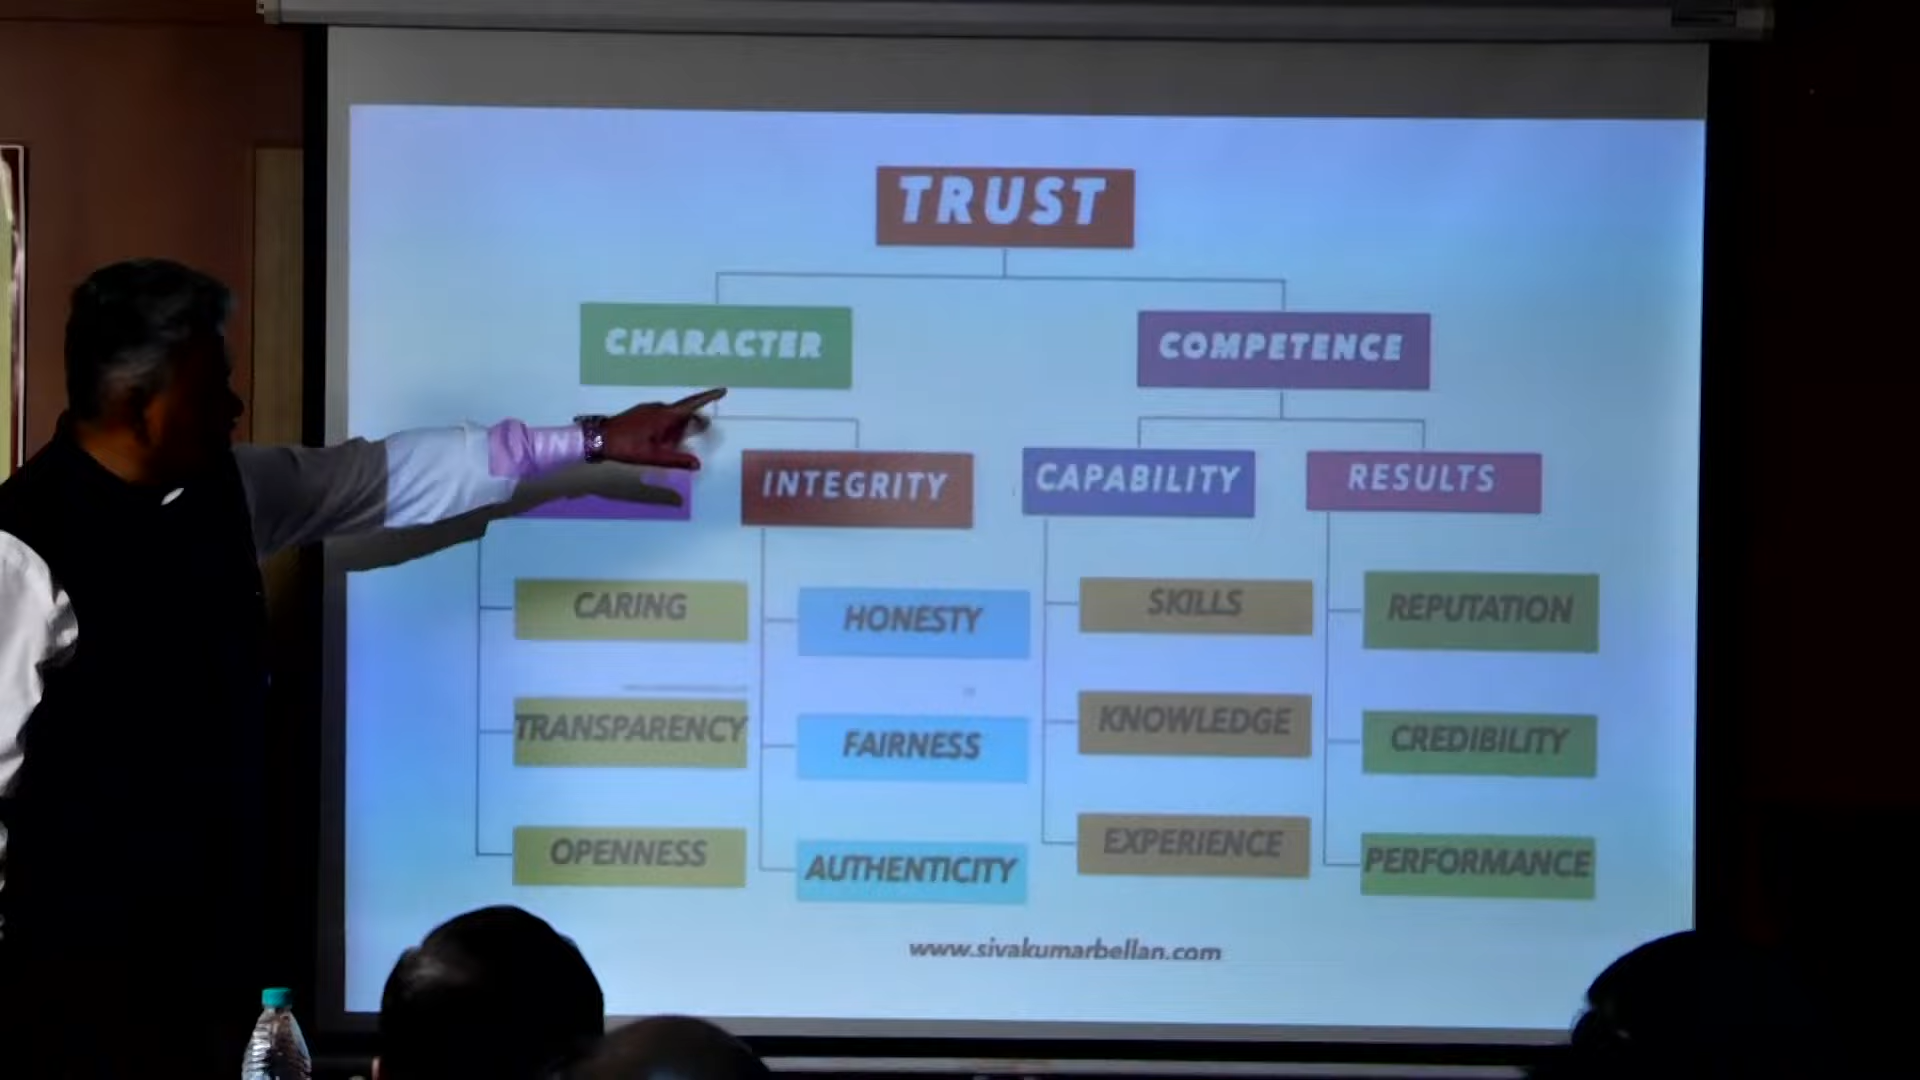 TRUST
CHARACTER
COMPETENCE
INTEGRITY
CAPABILITY
RESULTS
CARING
HONESTY
SKILLS
REPUTATION
TRANSPARENCY
FAIRNESS
KNOWLEDGE
CREDIBILITY
OPENNESS
AUTHENTICITY
EXPERIENCE
PERFORMANCE
www.sivakumarbellan.com